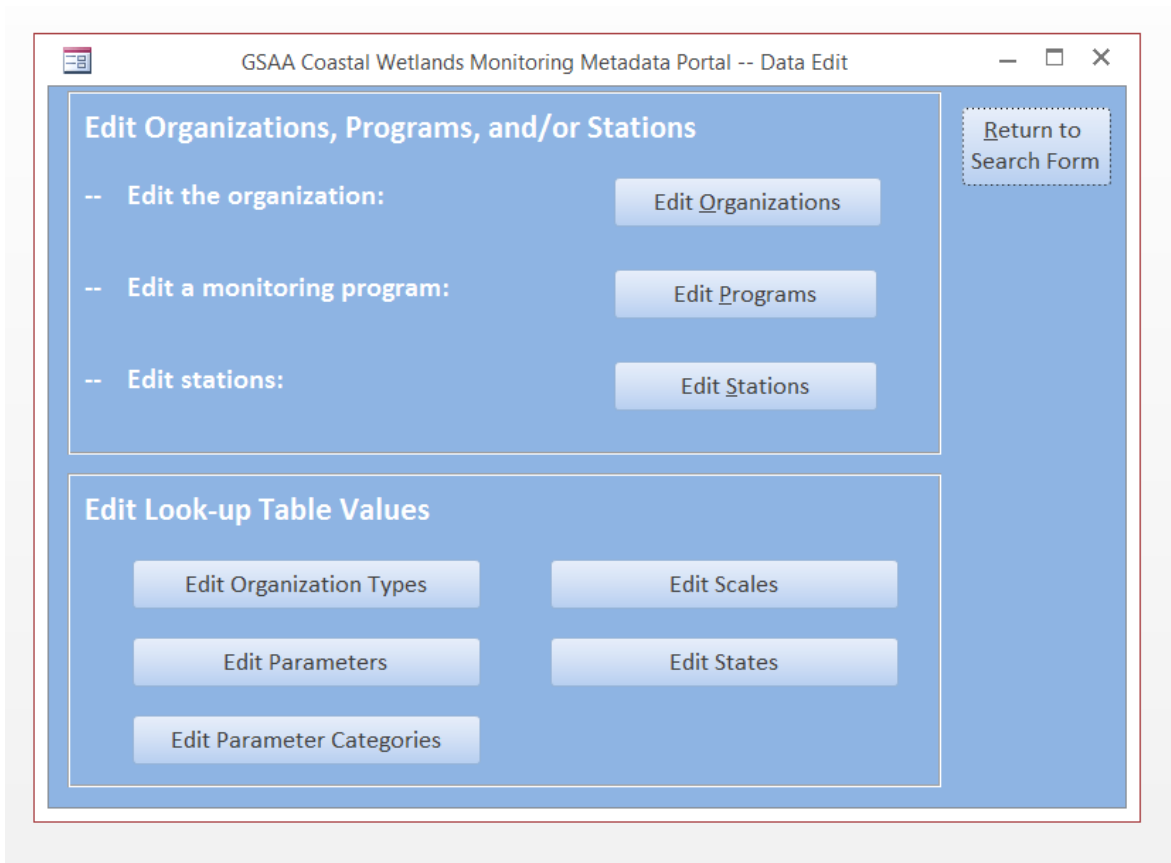 GSAA Coastal Wetlands Monitoring Metadata Portal -- Data Edit
Edit Organizations, Programs, and/or Stations
Return to
Search Form
-- Edit the organization:
Edit Organizations
-- Edit a monitoring program:
Edit Programs
-- Edit stations:
Edit Stations
Edit Look-up Table Values
Edit Organization Types
Edit Scales
Edit Parameters
Edit States
Edit Parameter Categories